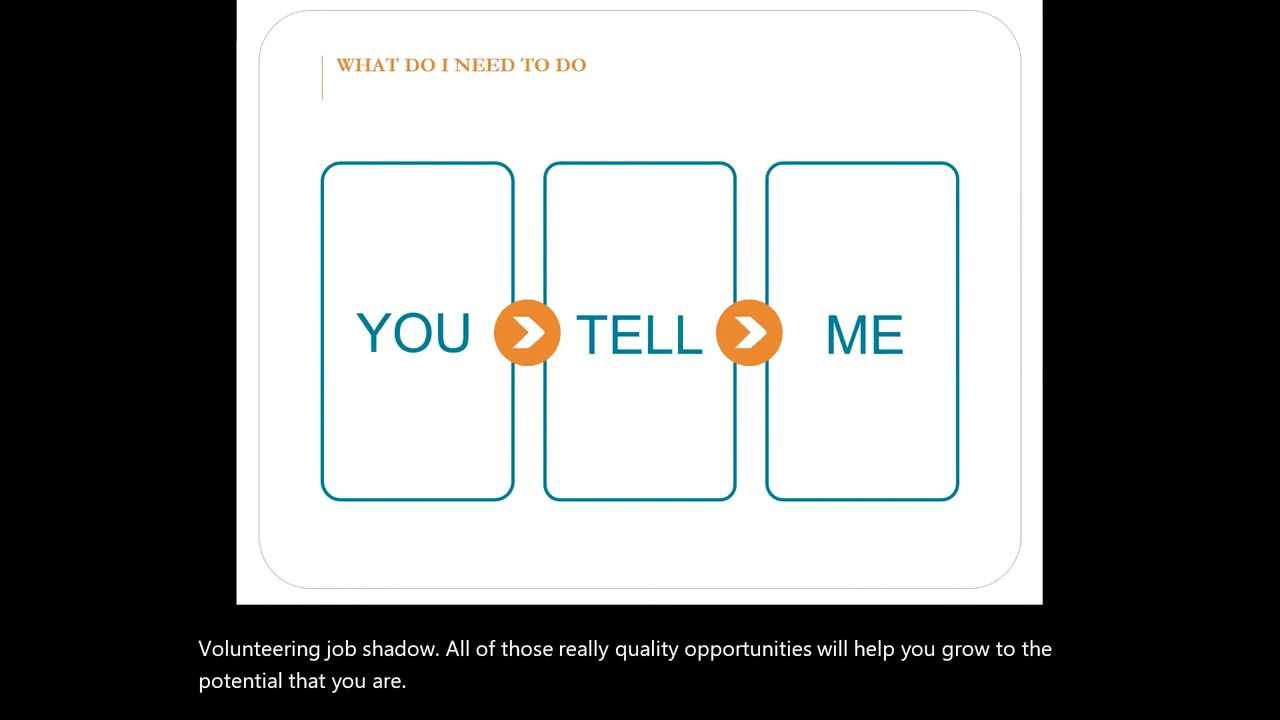 WHAT DO I NEED TO DO
YOU
TELL
ME
Volunteering job shadow. All of those really quality opportunities will help you grow to the
potential that you are.